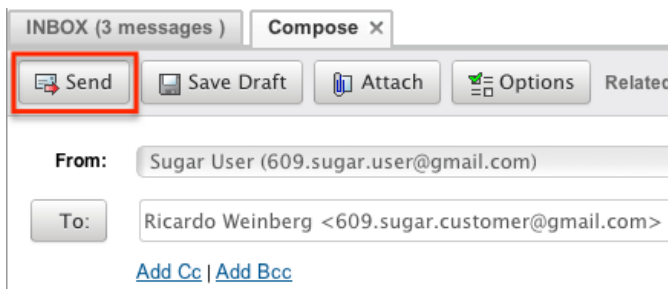 INBOX (3 messages )
Compose ×
Send
Save Draft
Attach
Options
Related
From:
Sugar User (609.sugar.user@gmail.com)
To:
Ricardo Weinberg <609.sugar.customer@gmail.com>
Add Cc | Add Bcc